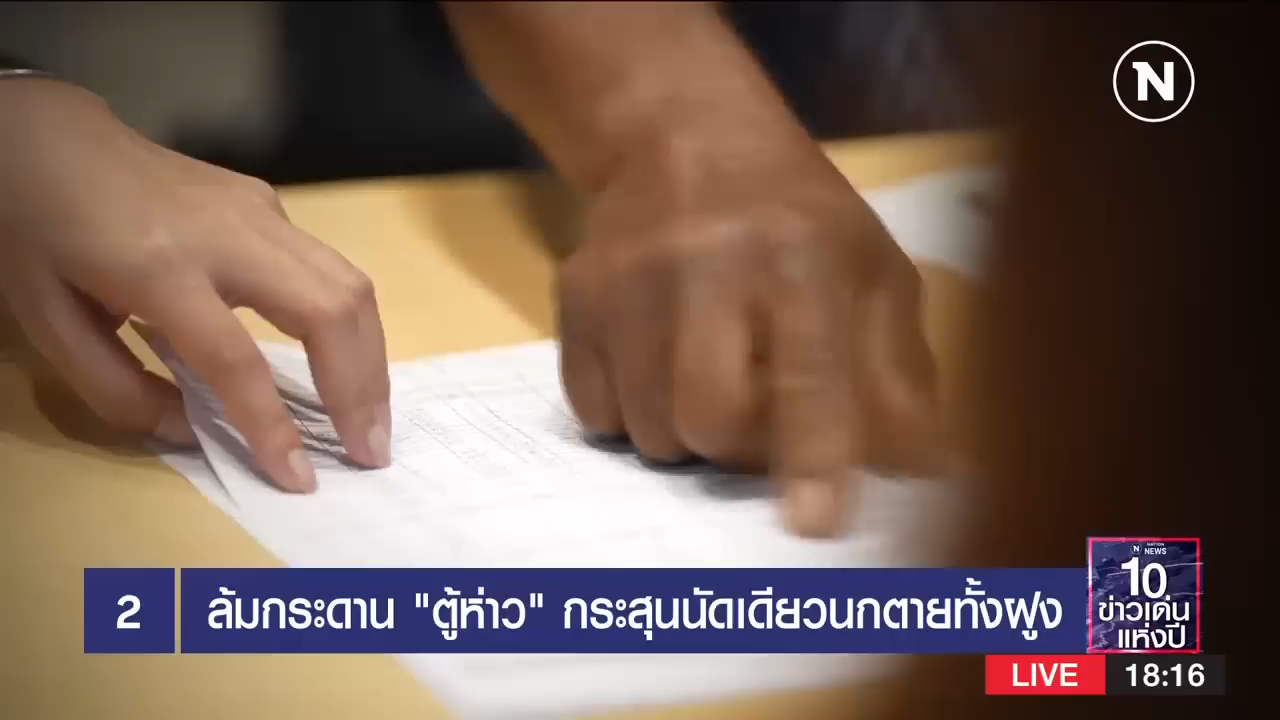 N
2
ล้มกระดาน "ตู้ห่าว" กระสุนนัดเดียวนกตายทั้งฝูง
N NATION NEWS
10
ข่าวเด่น
แห่งปี
LIVE 18:16